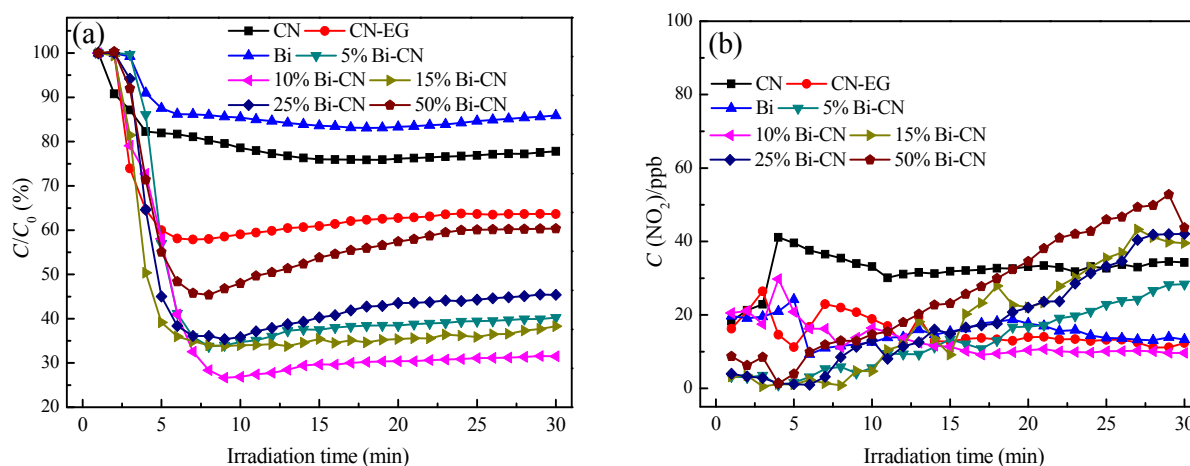 (a)
CN CN-EG
Bi 5% Bi-CN
10% Bi-CN 15% Bi-CN
25% Bi-CN 50% Bi-CN
C/C0 (%)
100
90
80
70
60
50
40
30
20
0 5 10 15 20 25 30
Irradiation time (min)
(b)
CN CN-EG
Bi 5% Bi-CN
10% Bi-CN 15% Bi-CN
25% Bi-CN 50% Bi-CN
C (NO2)/ppb
100
80
60
40
20
0
0 5 10 15 20 25 30
Irradiation time (min)